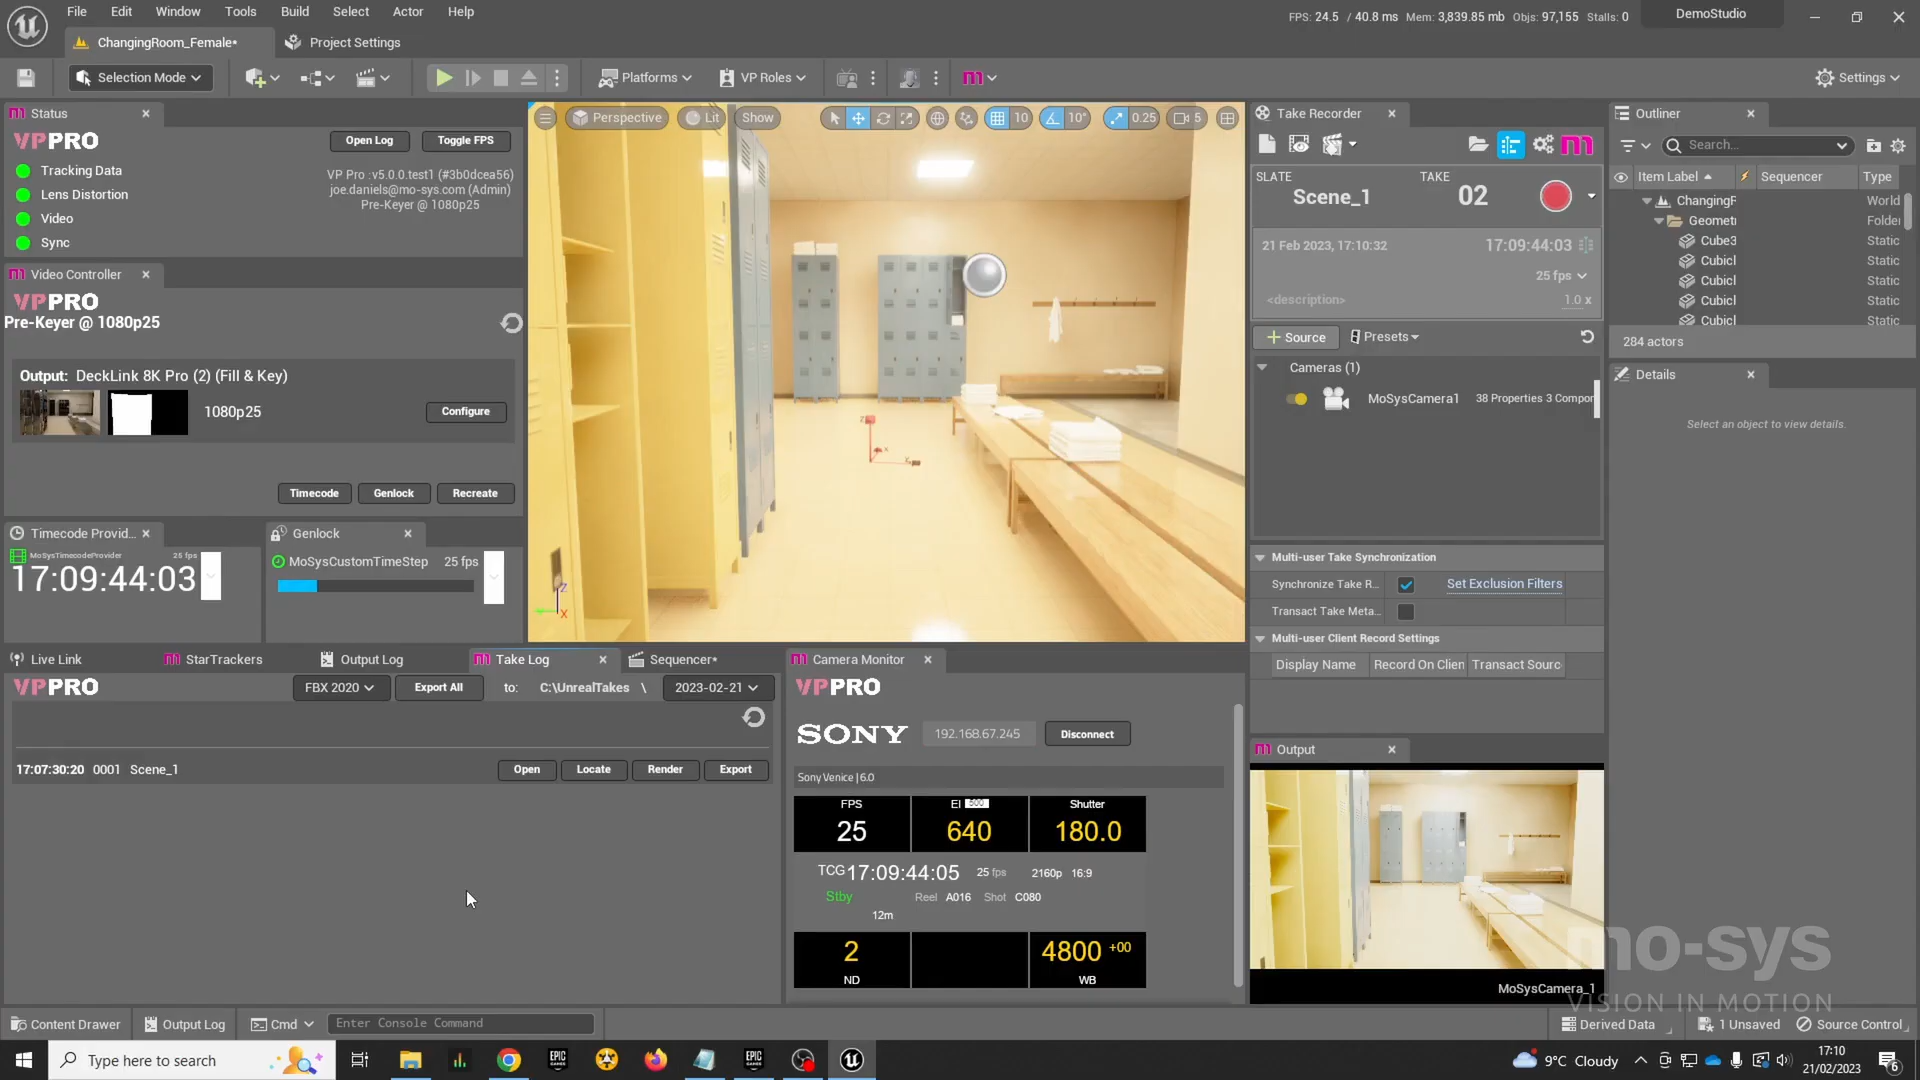 File Edit Window Tools Build Select Actor Help
FPS: 24.5 / 40.8 ms Mem: 3,839.85 mb Objs: 97,155 Stalls: 0
DemoStudio
ChangingRoom_Female*
Project Settings
Selection Mode
Platforms
VP Roles
Settings
Status
VPPRO
Open Log
Toggle FPS
Tracking Data
Lens Distortion
Video
Sync
VP Pro :v5.0.0.test1 (#3b0dcea56)
joe.daniels@mo-sys.com (Admin)
Pre-Keyer @ 1080p25
Video Controller
VPPRO
Pre-Keyer @ 1080p25
Output: DeckLink 8K Pro (2) (Fill & Key)
1080p25
Configure
Timecode
Genlock
Recreate
Timecode Provid...
MoSysTimecodeProvider 25 fps
17:09:44:03
Genlock
MoSysCustomTimeStep 25 fps
Perspective
Lit
Show
10
10°
0.25
5
Take Recorder
SLATE
Scene_1
TAKE
02
21 Feb 2023, 17:10:32
17:09:44:03
25 fps
<description>
1.0 x
Source
Presets
Cameras (1)
MoSysCamera1 38 Properties 3 Compor
Multi-user Take Synchronization
Synchronize Take R...
Set Exclusion Filters
Transact Take Meta...
Multi-user Client Record Settings
Display Name Record On Clien Transact Sourc
Outliner
Search...
Item Label Sequencer Type
ChangingR World
Geometr Folder
Cube3 Static
Cubicl Static
Cubicl Static
Cubicl Static
Cubicl Static
284 actors
Details
Select an object to view details.
Live Link
StarTrackers
Output Log
Take Log
Sequencer*
VPPRO
FBX 2020
Export All
to: C:\UnrealTakes \
2023-02-21
17:07:30:20 0001 Scene_1
Open
Locate
Render
Export
Camera Monitor
VPPRO
SONY
192.168.67.245
Disconnect
Sony Venice | 6.0
FPS
25
EI 500
640
Shutter
180.0
TCG 17:09:44:05 25 fps 2160p 16:9
Stby Reel A016 Shot C080
12m
2
ND
4800 +00
WB
Output
MoSysCamera_1
mo-sys
VISION IN MOTION
Content Drawer
Output Log
Cmd
Enter Console Command
Derived Data
1 Unsaved
Source Control
Type here to search
EPIC GAMES
EPIC GAMES
9°C Cloudy
17:10
21/02/2023
6